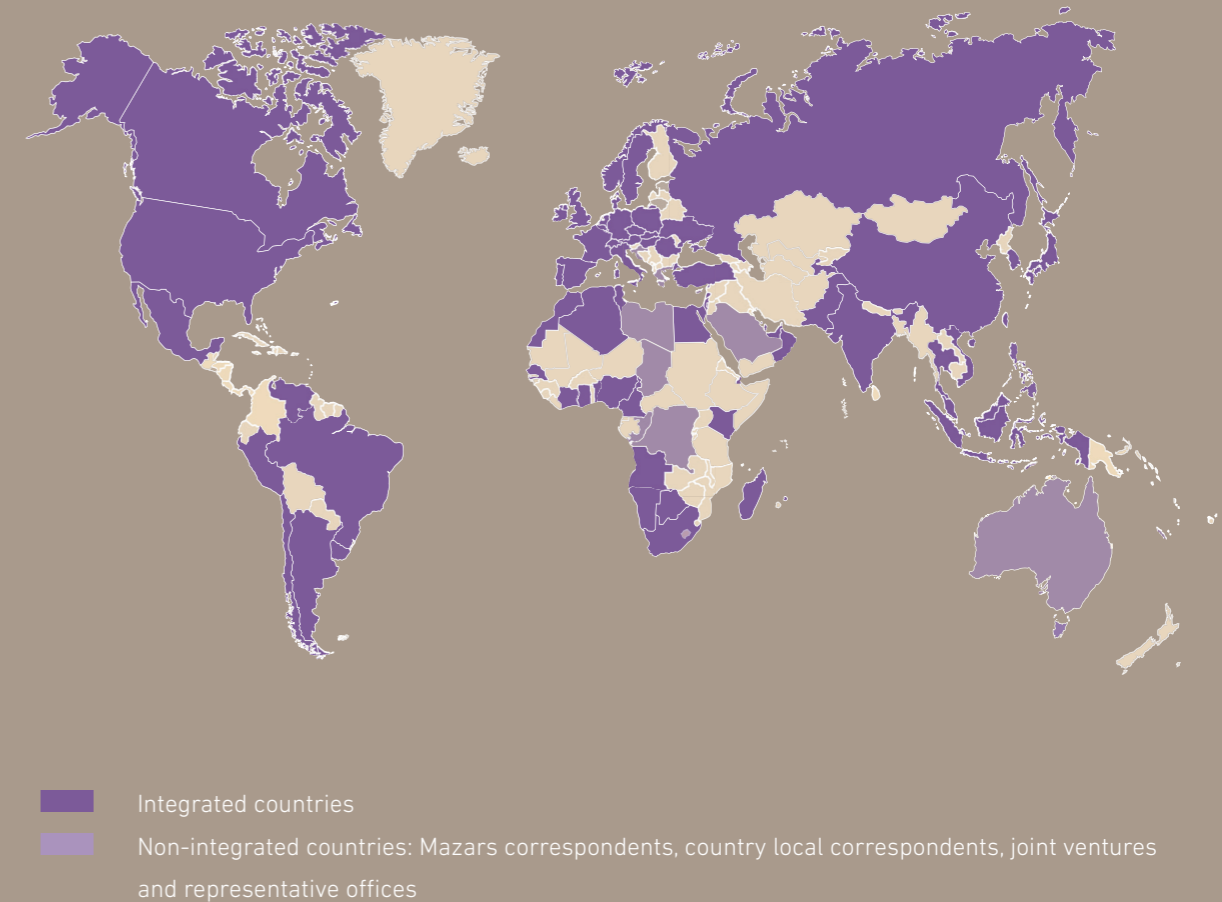 Integrated countries
Non-integrated countries: Mazars correspondents, country local correspondents, joint ventures
and representative offices